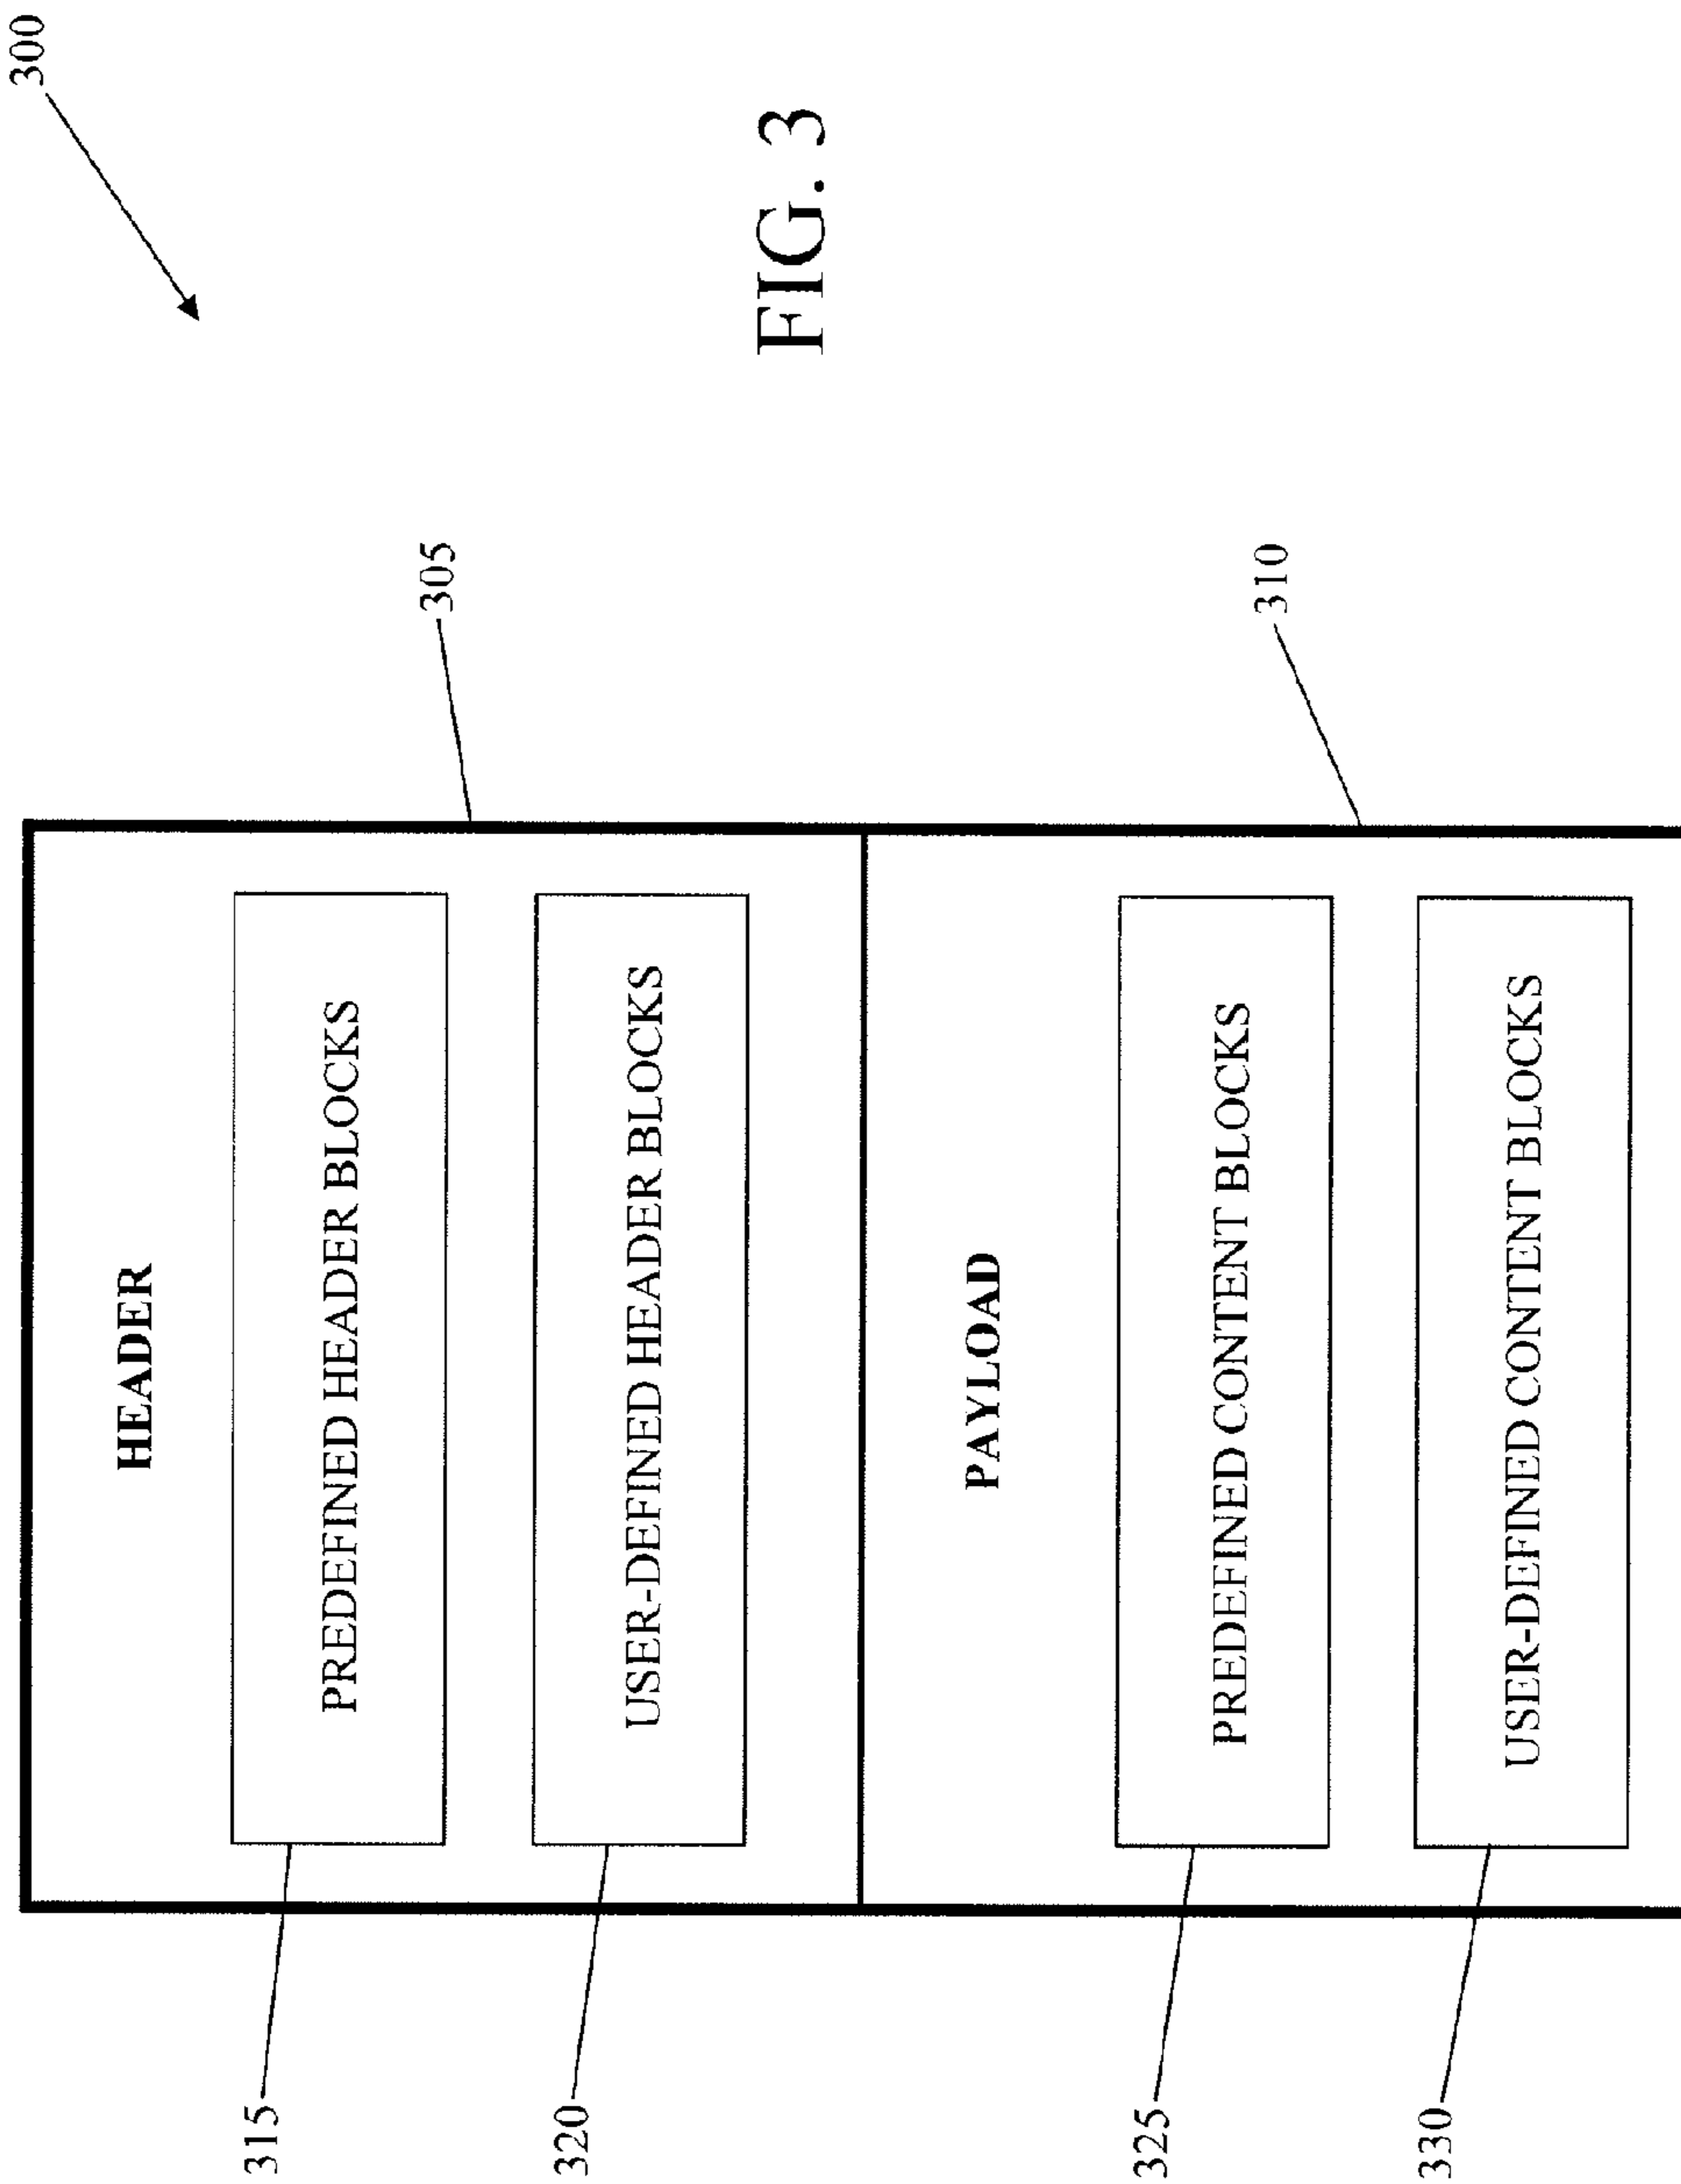 300
305
HEADER
315
PREDEFINED HEADER BLOCKS
320
USER-DEFINED HEADER BLOCKS
310
PAYLOAD
325
PREDEFINED CONTENT BLOCKS
330
USER-DEFINED CONTENT BLOCKS
FIG. 3